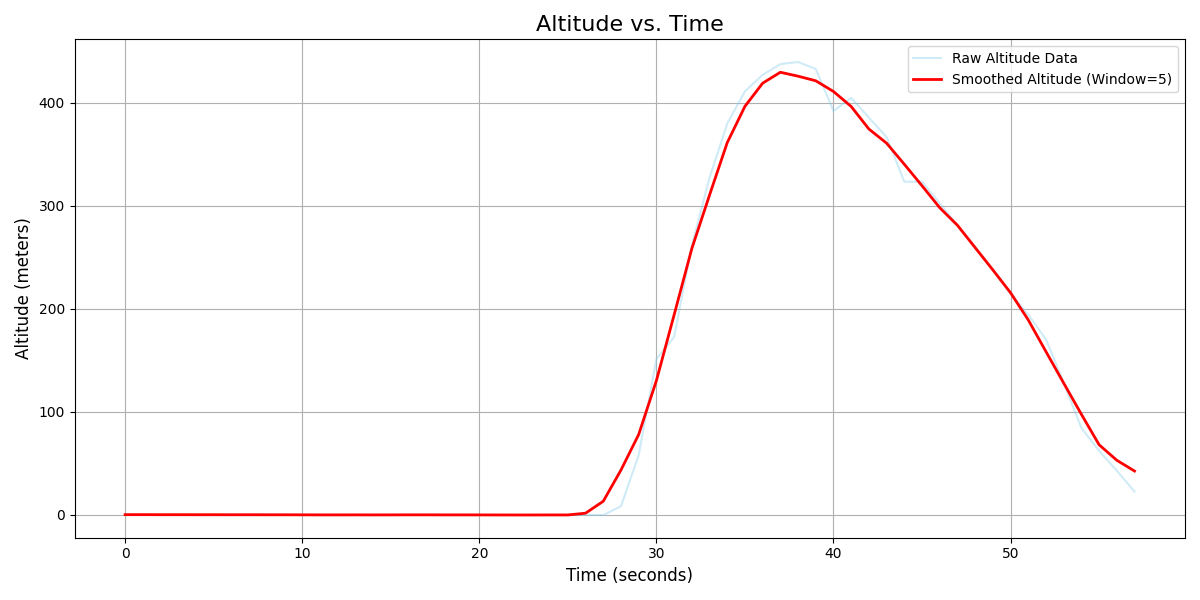 Altitude vs. Time
Raw Altitude Data
Smoothed Altitude (Window=5)
Altitude (meters)
400
300
200
100
0
0 10 20 30 40 50
Time (seconds)